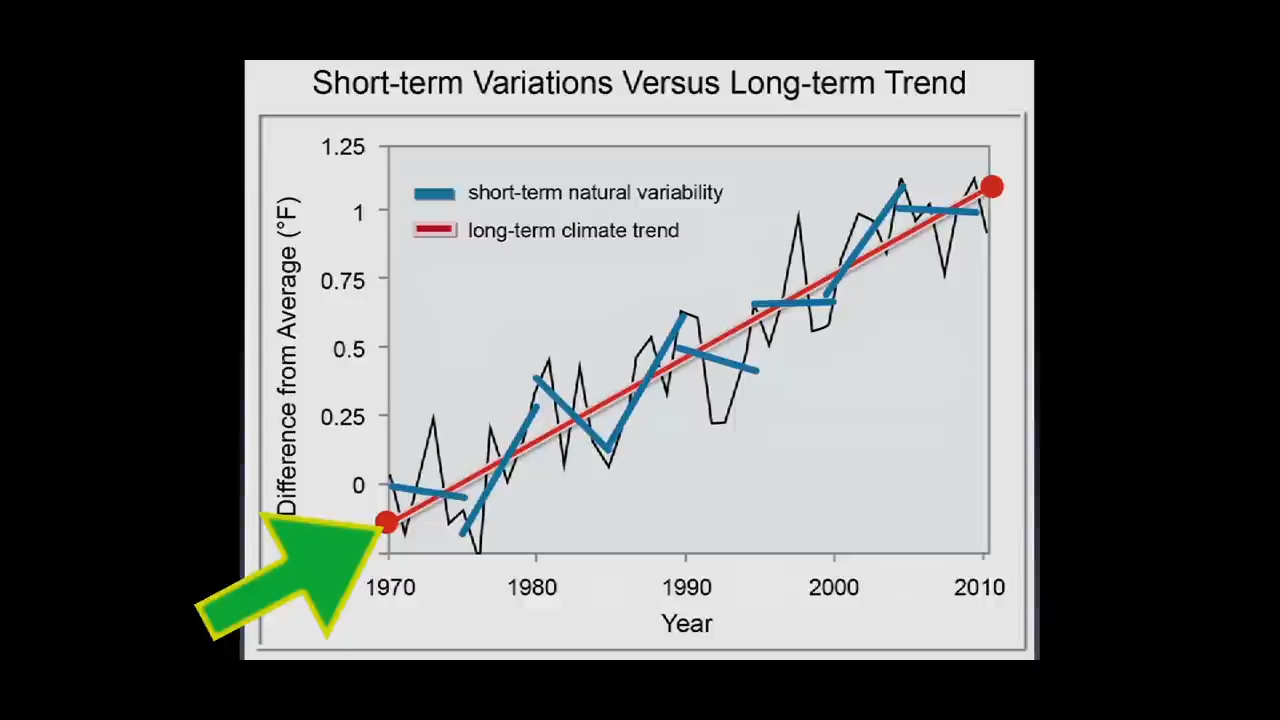 Short-term Variations Versus Long-term Trend
1.25
short-term natural variability
1
long-term climate trend
0.75
0.5
0.25
0
Difference from Average (°F)
1970
1980
1990
2000
2010
Year